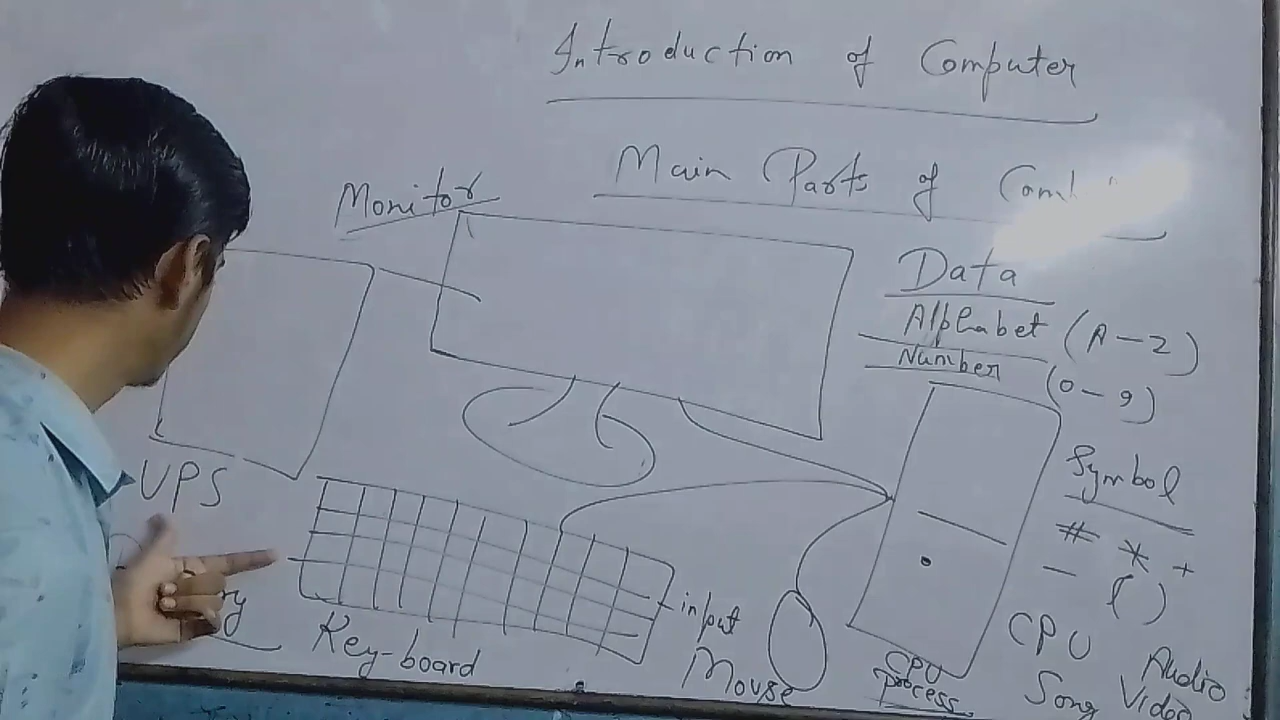 Introduction of Computer
Main Parts of
Monitor
Data
Alphabet (A-Z)
Number (0-9)
UPS
Symbol
# * +
- ( )
input
Key-board
Mouse
CPU
Process
CPU
Audio
Song Video